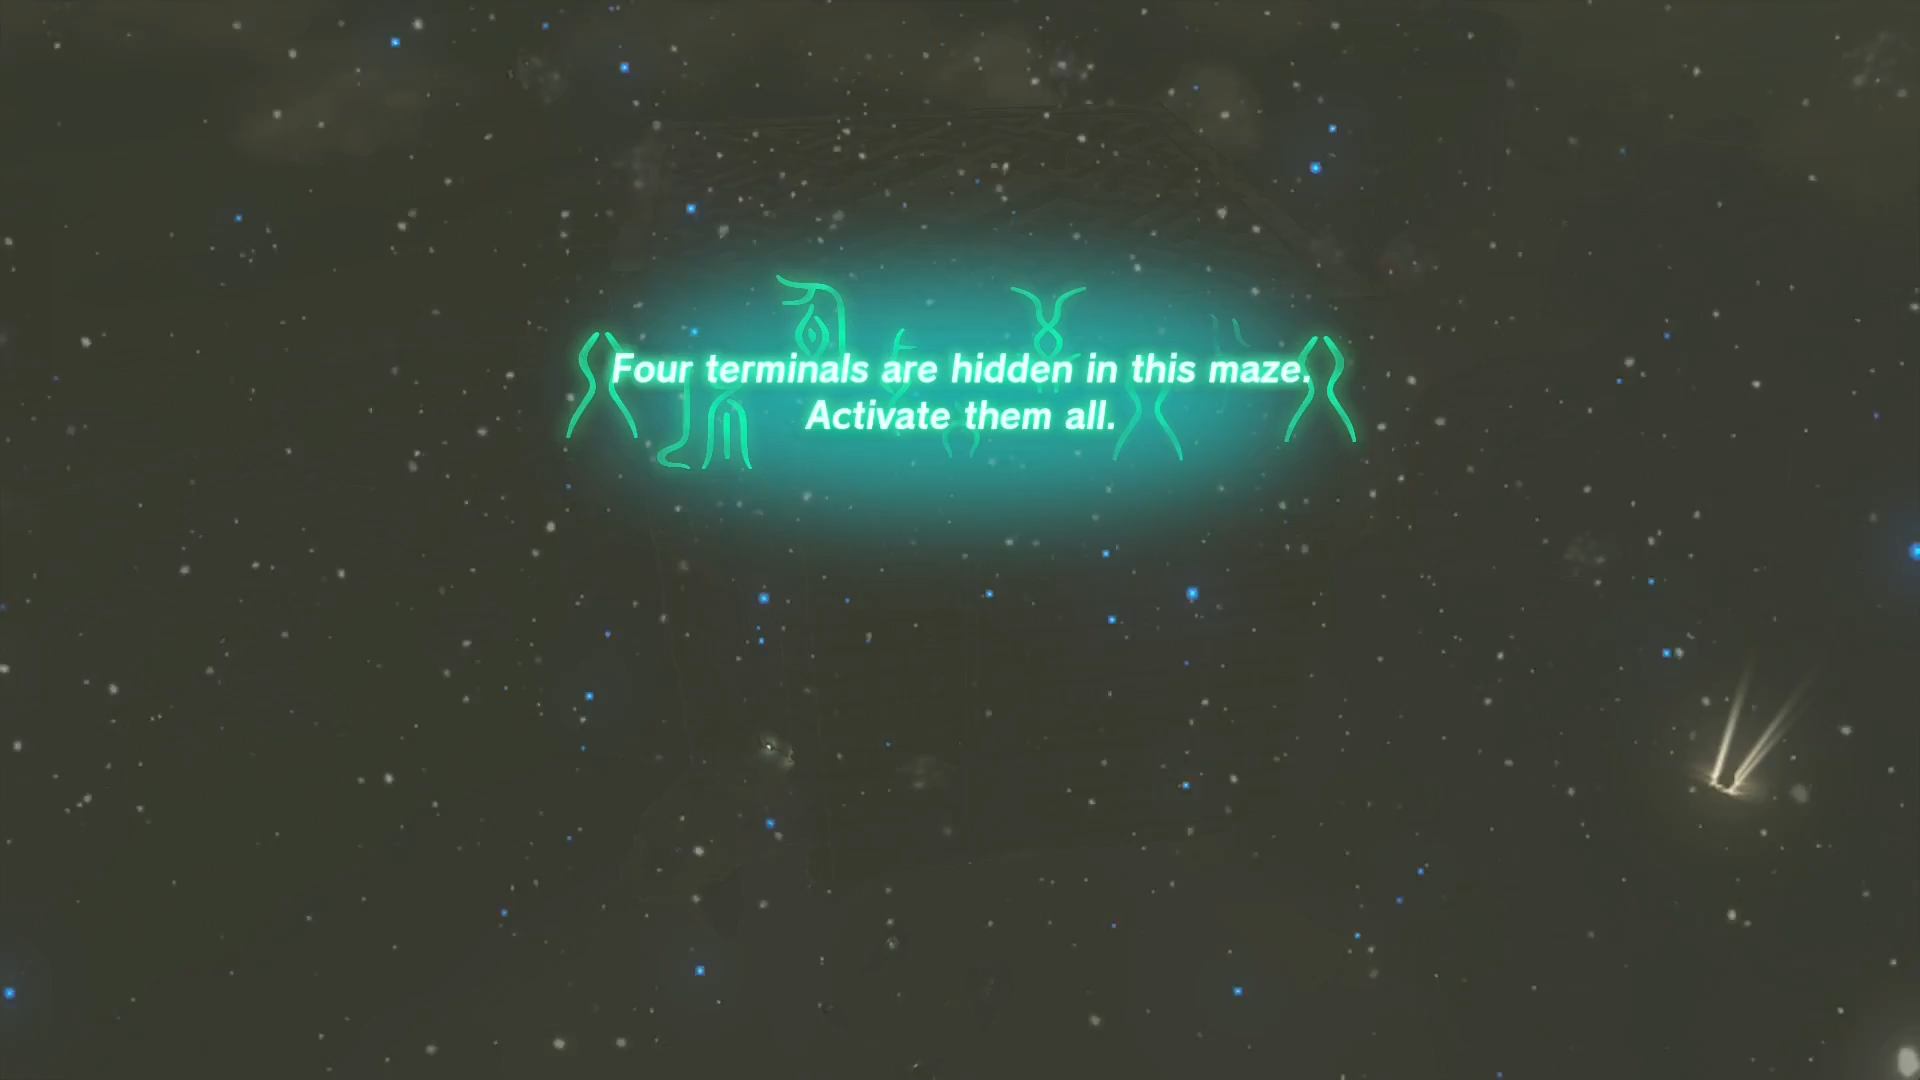 Four terminals are hidden in this maze.
Activate them all.